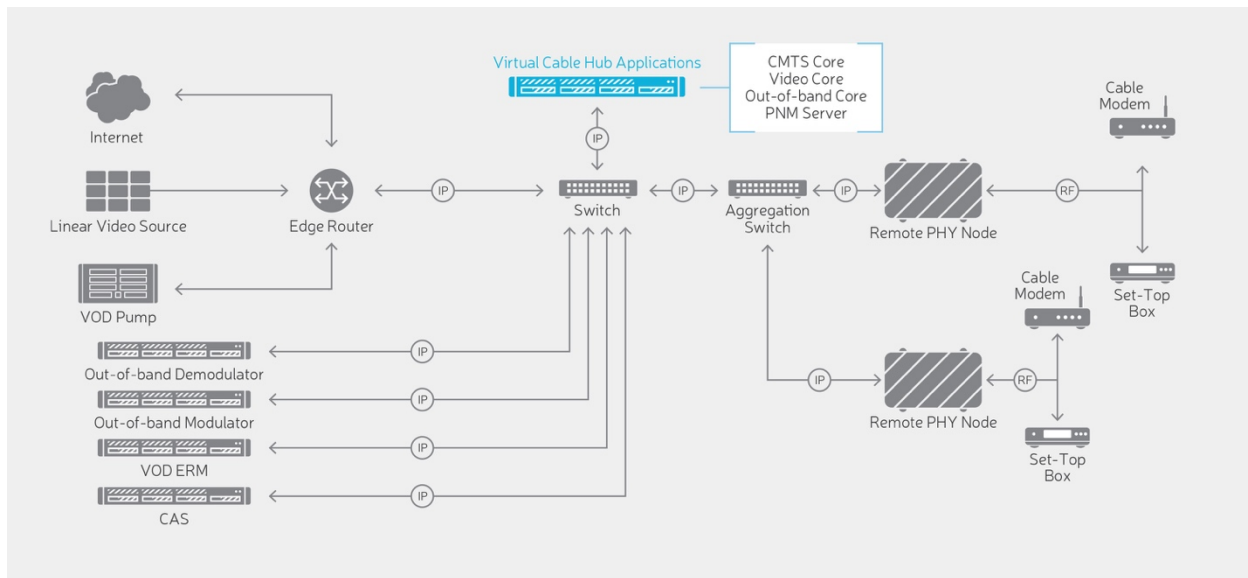 Virtual Cable Hub Applications
CMTS Core
Video Core
Out-of-band Core
PNM Server
Cable
Modem
Internet
IP
Linear Video Source
Edge Router
IP
Switch
IP
Aggregation
Switch
IP
Remote PHY Node
RF
Set-Top
Box
VOD Pump
Cable
Modem
Out-of-band Demodulator
IP
Out-of-band Modulator
IP
VOD ERM
IP
CAS
IP
IP
Remote PHY Node
RF
Set-Top
Box